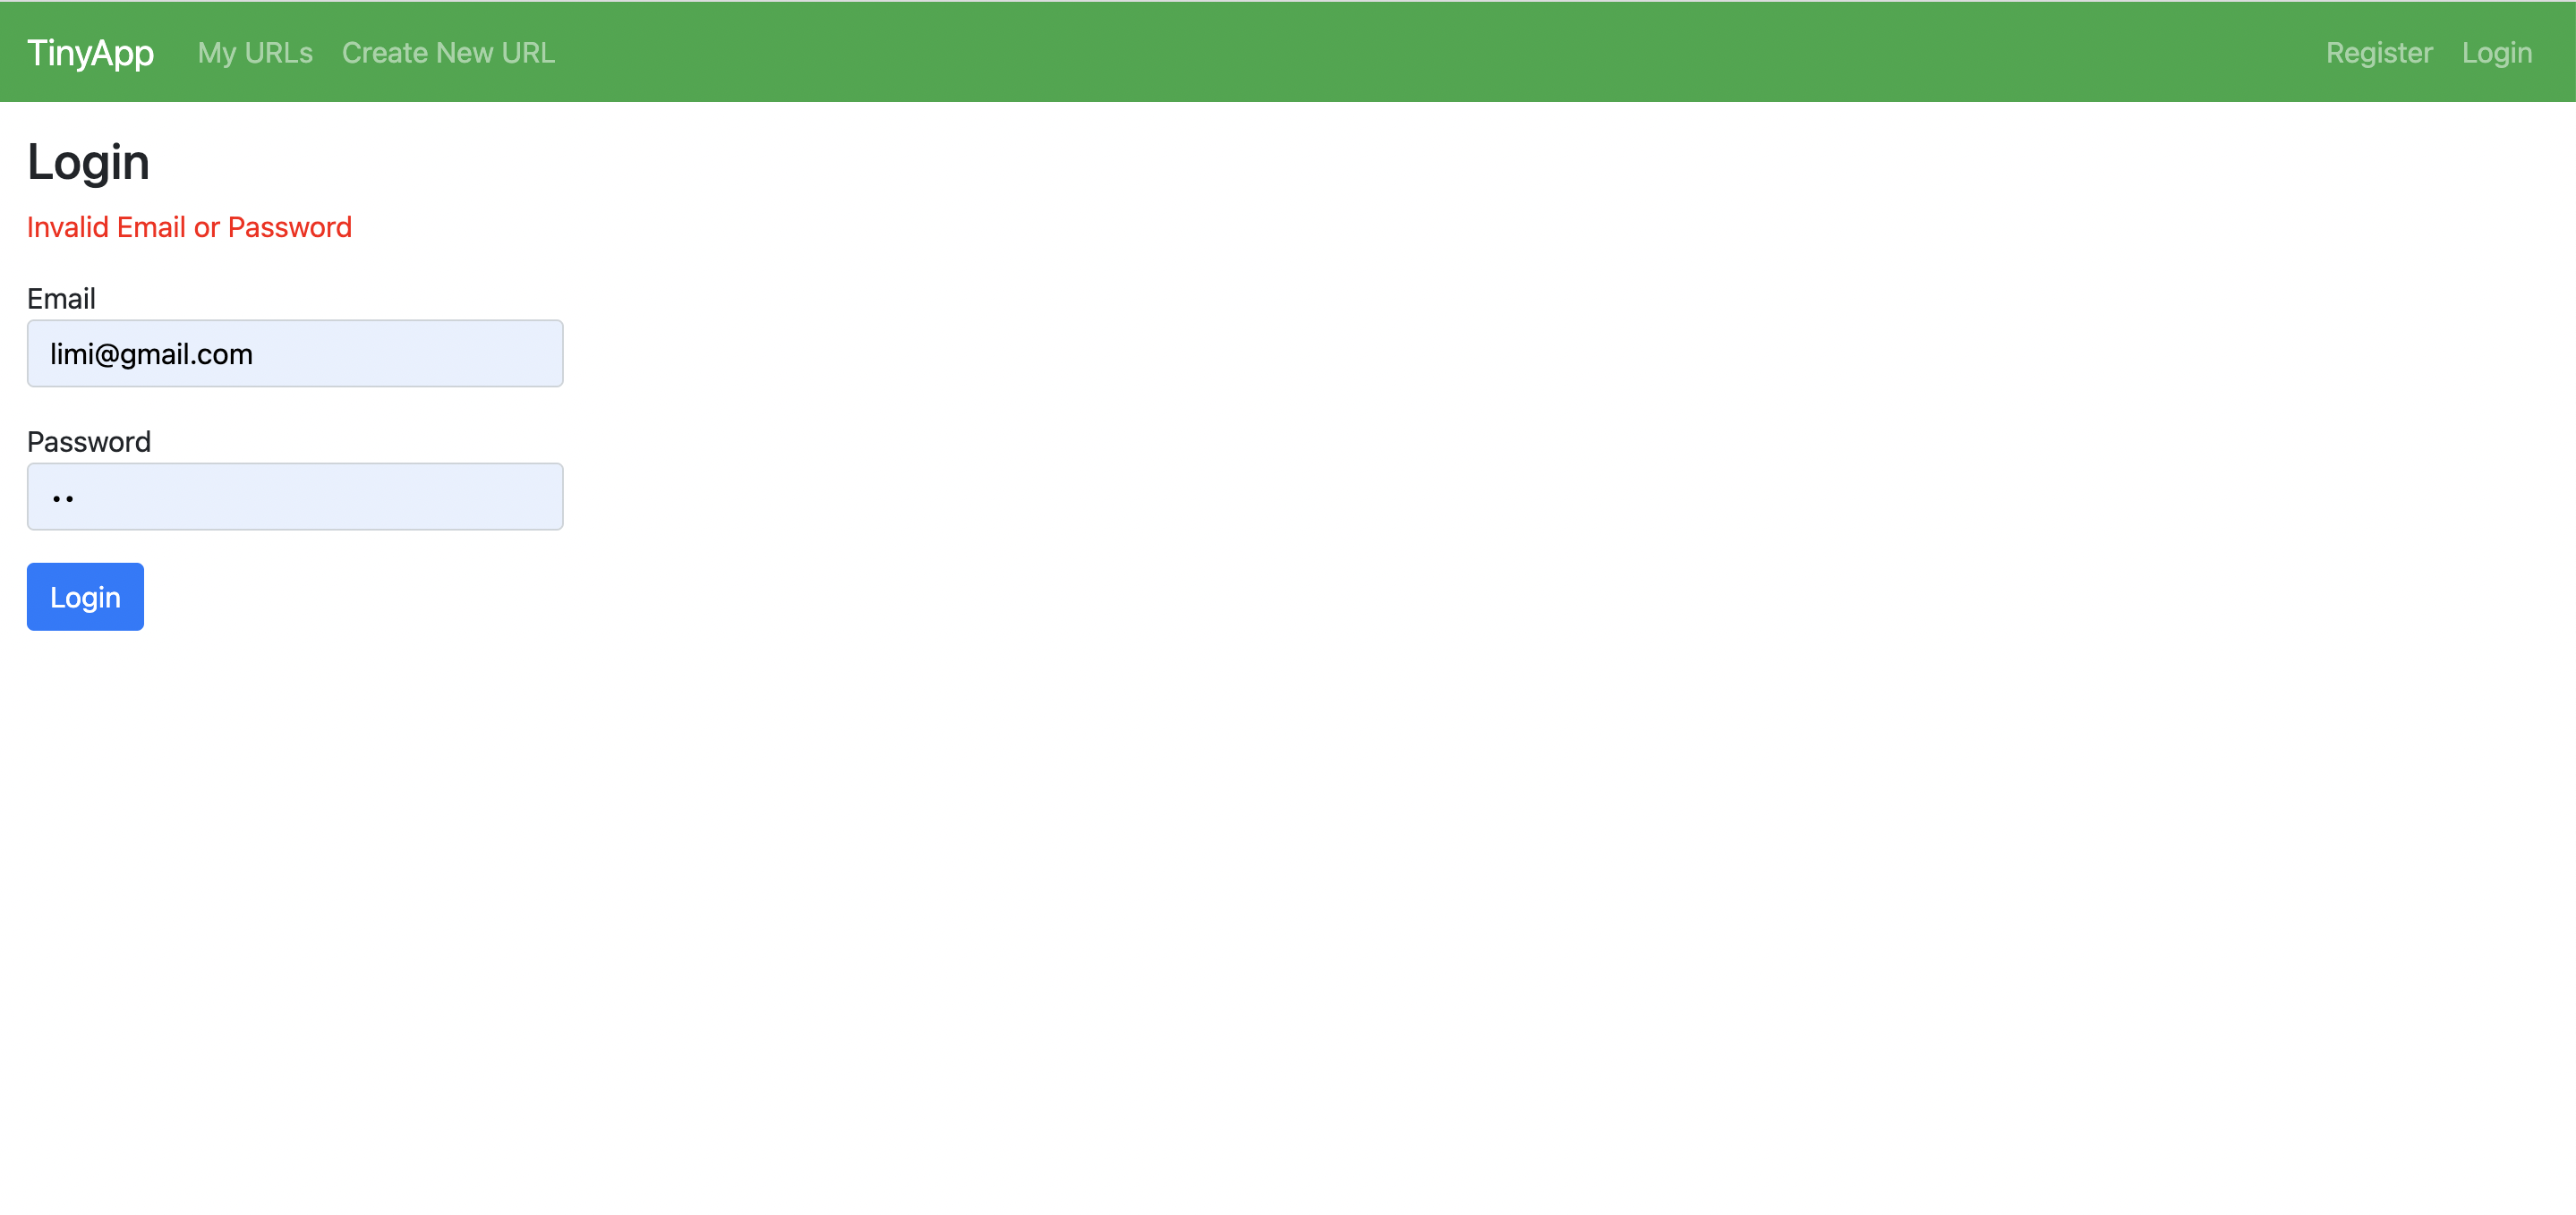 TinyApp My URLs Create New URL Register Login
Login
Invalid Email or Password
Email
limi@gmail.com
Password
••
Login